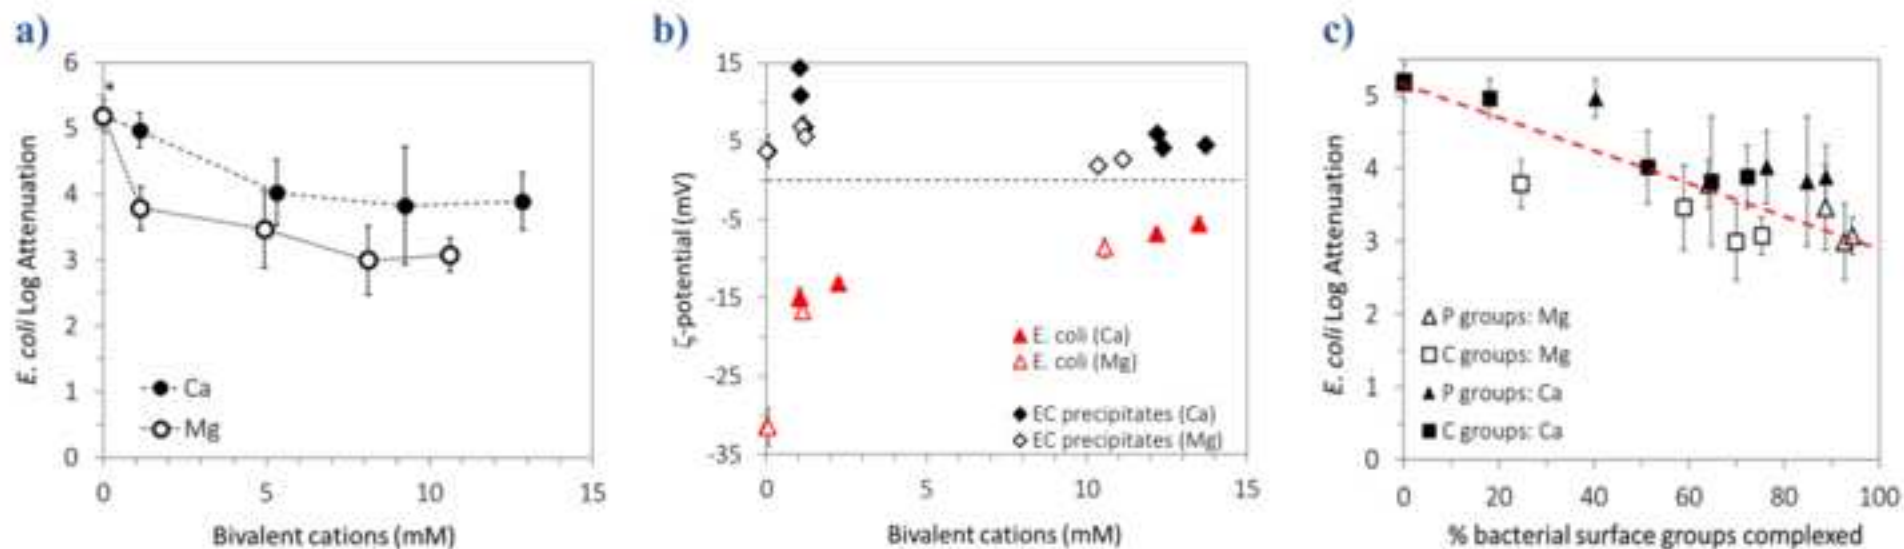 a)
6
5
4
3
2
1
0
*
E. coli Log Attenuation
Ca
Mg
0 5 10 15
Bivalent cations (mM)
b)
15
5
-5
-15
-25
-35
ζ-potential (mV)
E. coli (Ca)
E. coli (Mg)
EC precipitates (Ca)
EC precipitates (Mg)
0 5 10 15
Bivalent cations (mM)
c)
5
4
3
2
1
0
E. coli Log Attenuation
P groups: Mg
C groups: Mg
P groups: Ca
C groups: Ca
0 20 40 60 80 100
% bacterial surface groups complexed